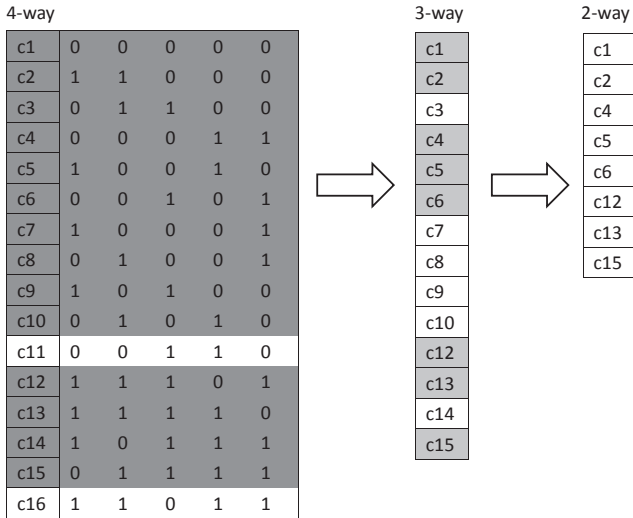 4-way 3-way 2-way
c1 0 0 0 0 0 c1 c1
c2 1 1 0 0 0 c2 c2
c3 0 1 1 0 0 c3 c4
c4 0 0 0 1 1 c4 c5
c5 1 0 0 1 0 c5 c6
c6 0 0 1 0 1 c6 c12
c7 1 0 0 0 1 c7 c13
c8 0 1 0 0 1 c8 c15
c9 1 0 1 0 0 c9
c10 0 1 0 1 0 c10
c11 0 0 1 1 0 c12
c12 1 1 1 0 1 c13
c13 1 1 1 1 0 c14
c14 1 0 1 1 1 c15
c15 0 1 1 1 1
c16 1 1 0 1 1